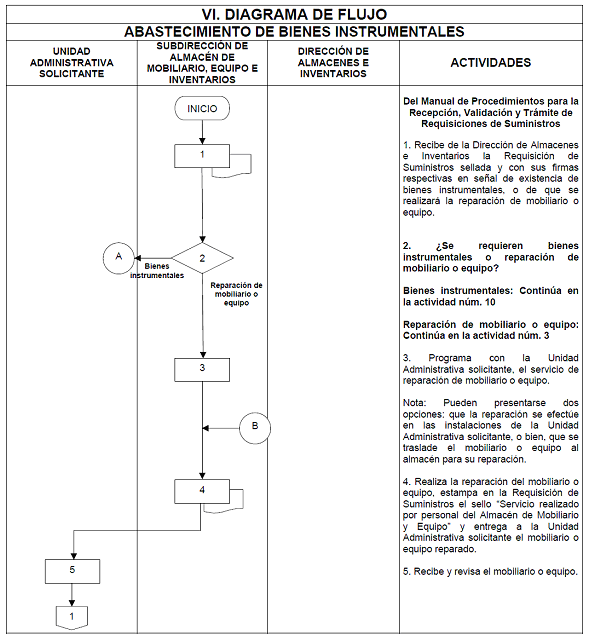 VI. DIAGRAMA DE FLUJO
ABASTECIMIENTO DE BIENES INSTRUMENTALES
UNIDAD
ADMINISTRATIVA
SOLICITANTE
SUBDIRECCIÓN DE
ALMACÉN DE
MOBILIARIO, EQUIPO E
INVENTARIOS
DIRECCIÓN DE
ALMACENES E
INVENTARIOS
ACTIVIDADES
INICIO
1
2
A
Bienes
instrumentales
Reparación de
mobiliario o
equipo
3
B
4
5
1
Del Manual de Procedimientos para la
Recepción, Validación y Trámite de
Requisiciones de Suministros
1. Recibe de la Dirección de Almacenes
e Inventarios la Requisición de
Suministros sellada y con sus firmas
respectivas en señal de existencia de
bienes instrumentales, o de que se
realizará la reparación de mobiliario o
equipo.
2. ¿Se requieren bienes
instrumentales o reparación de
mobiliario o equipo?
Bienes instrumentales: Continúa en
la actividad núm. 10
Reparación de mobiliario o equipo:
Continúa en la actividad núm. 3
3. Programa con la Unidad
Administrativa solicitante, el servicio de
reparación de mobiliario o equipo.
Nota: Pueden presentarse dos
opciones: que la reparación se efectúe
en las instalaciones de la Unidad
Administrativa solicitante, o bien, que se
traslade el mobiliario o equipo al
almacén para su reparación.
4. Realiza la reparación del mobiliario o
equipo, estampa en la Requisición de
Suministros el sello “Servicio realizado
por personal del Almacén de Mobiliario
y Equipo” y entrega a la Unidad
Administrativa solicitante el mobiliario o
equipo reparado.
5. Recibe y revisa el mobiliario o equipo.